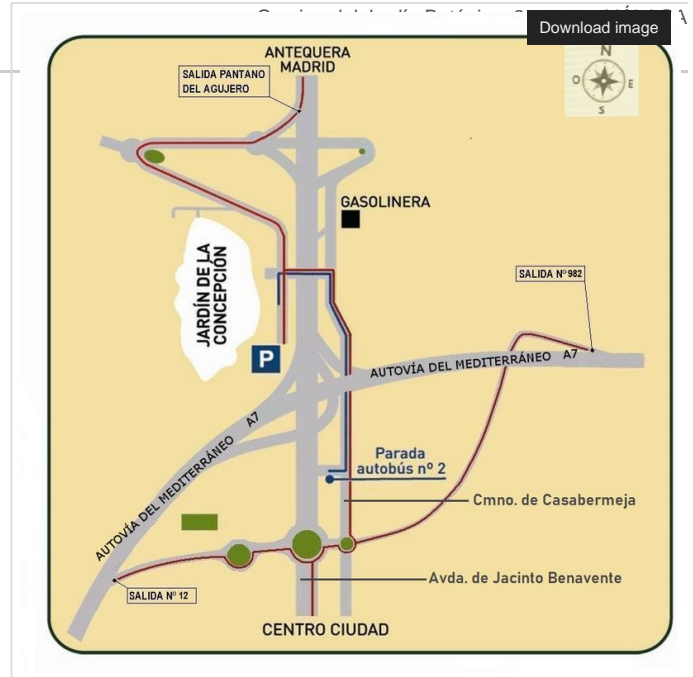 Download image
ANTEQUERA
MADRID
N
O
E
S
SALIDA PANTANO
DEL AGUJERO
GASOLINERA
JARDÍN DE LA
CONCEPCIÓN
SALIDA Nº 982
P
AUTOVÍA DEL MEDITERRÁNEO A7
AUTOVÍA DEL MEDITERRÁNEO A7
Parada
autobús nº 2
Cmno. de Casabermeja
Avda. de Jacinto Benavente
SALIDA Nº 12
CENTRO CIUDAD